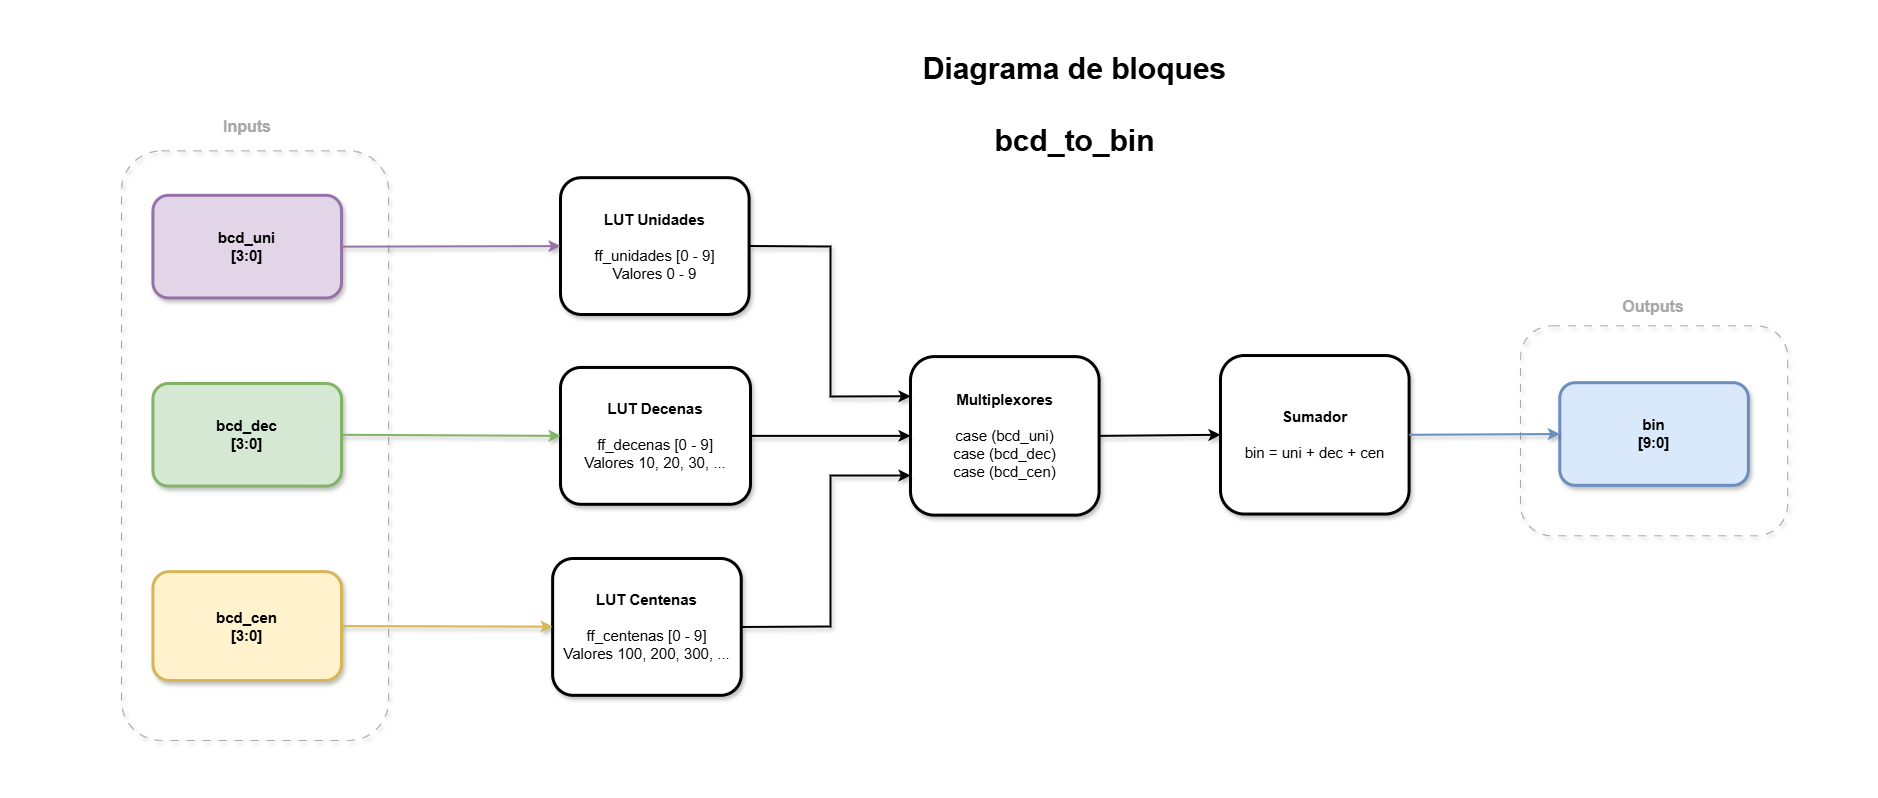 Diagrama de bloques
bcd_to_bin
Inputs
bcd_uni
[3:0]
bcd_dec
[3:0]
bcd_cen
[3:0]
LUT Unidades
ff_unidades [0 - 9]
Valores 0 - 9
LUT Decenas
ff_decenas [0 - 9]
Valores 10, 20, 30, ...
LUT Centenas
ff_centenas [0 - 9]
Valores 100, 200, 300, ...
Multiplexores
case (bcd_uni)
case (bcd_dec)
case (bcd_cen)
Sumador
bin = uni + dec + cen
Outputs
bin
[9:0]